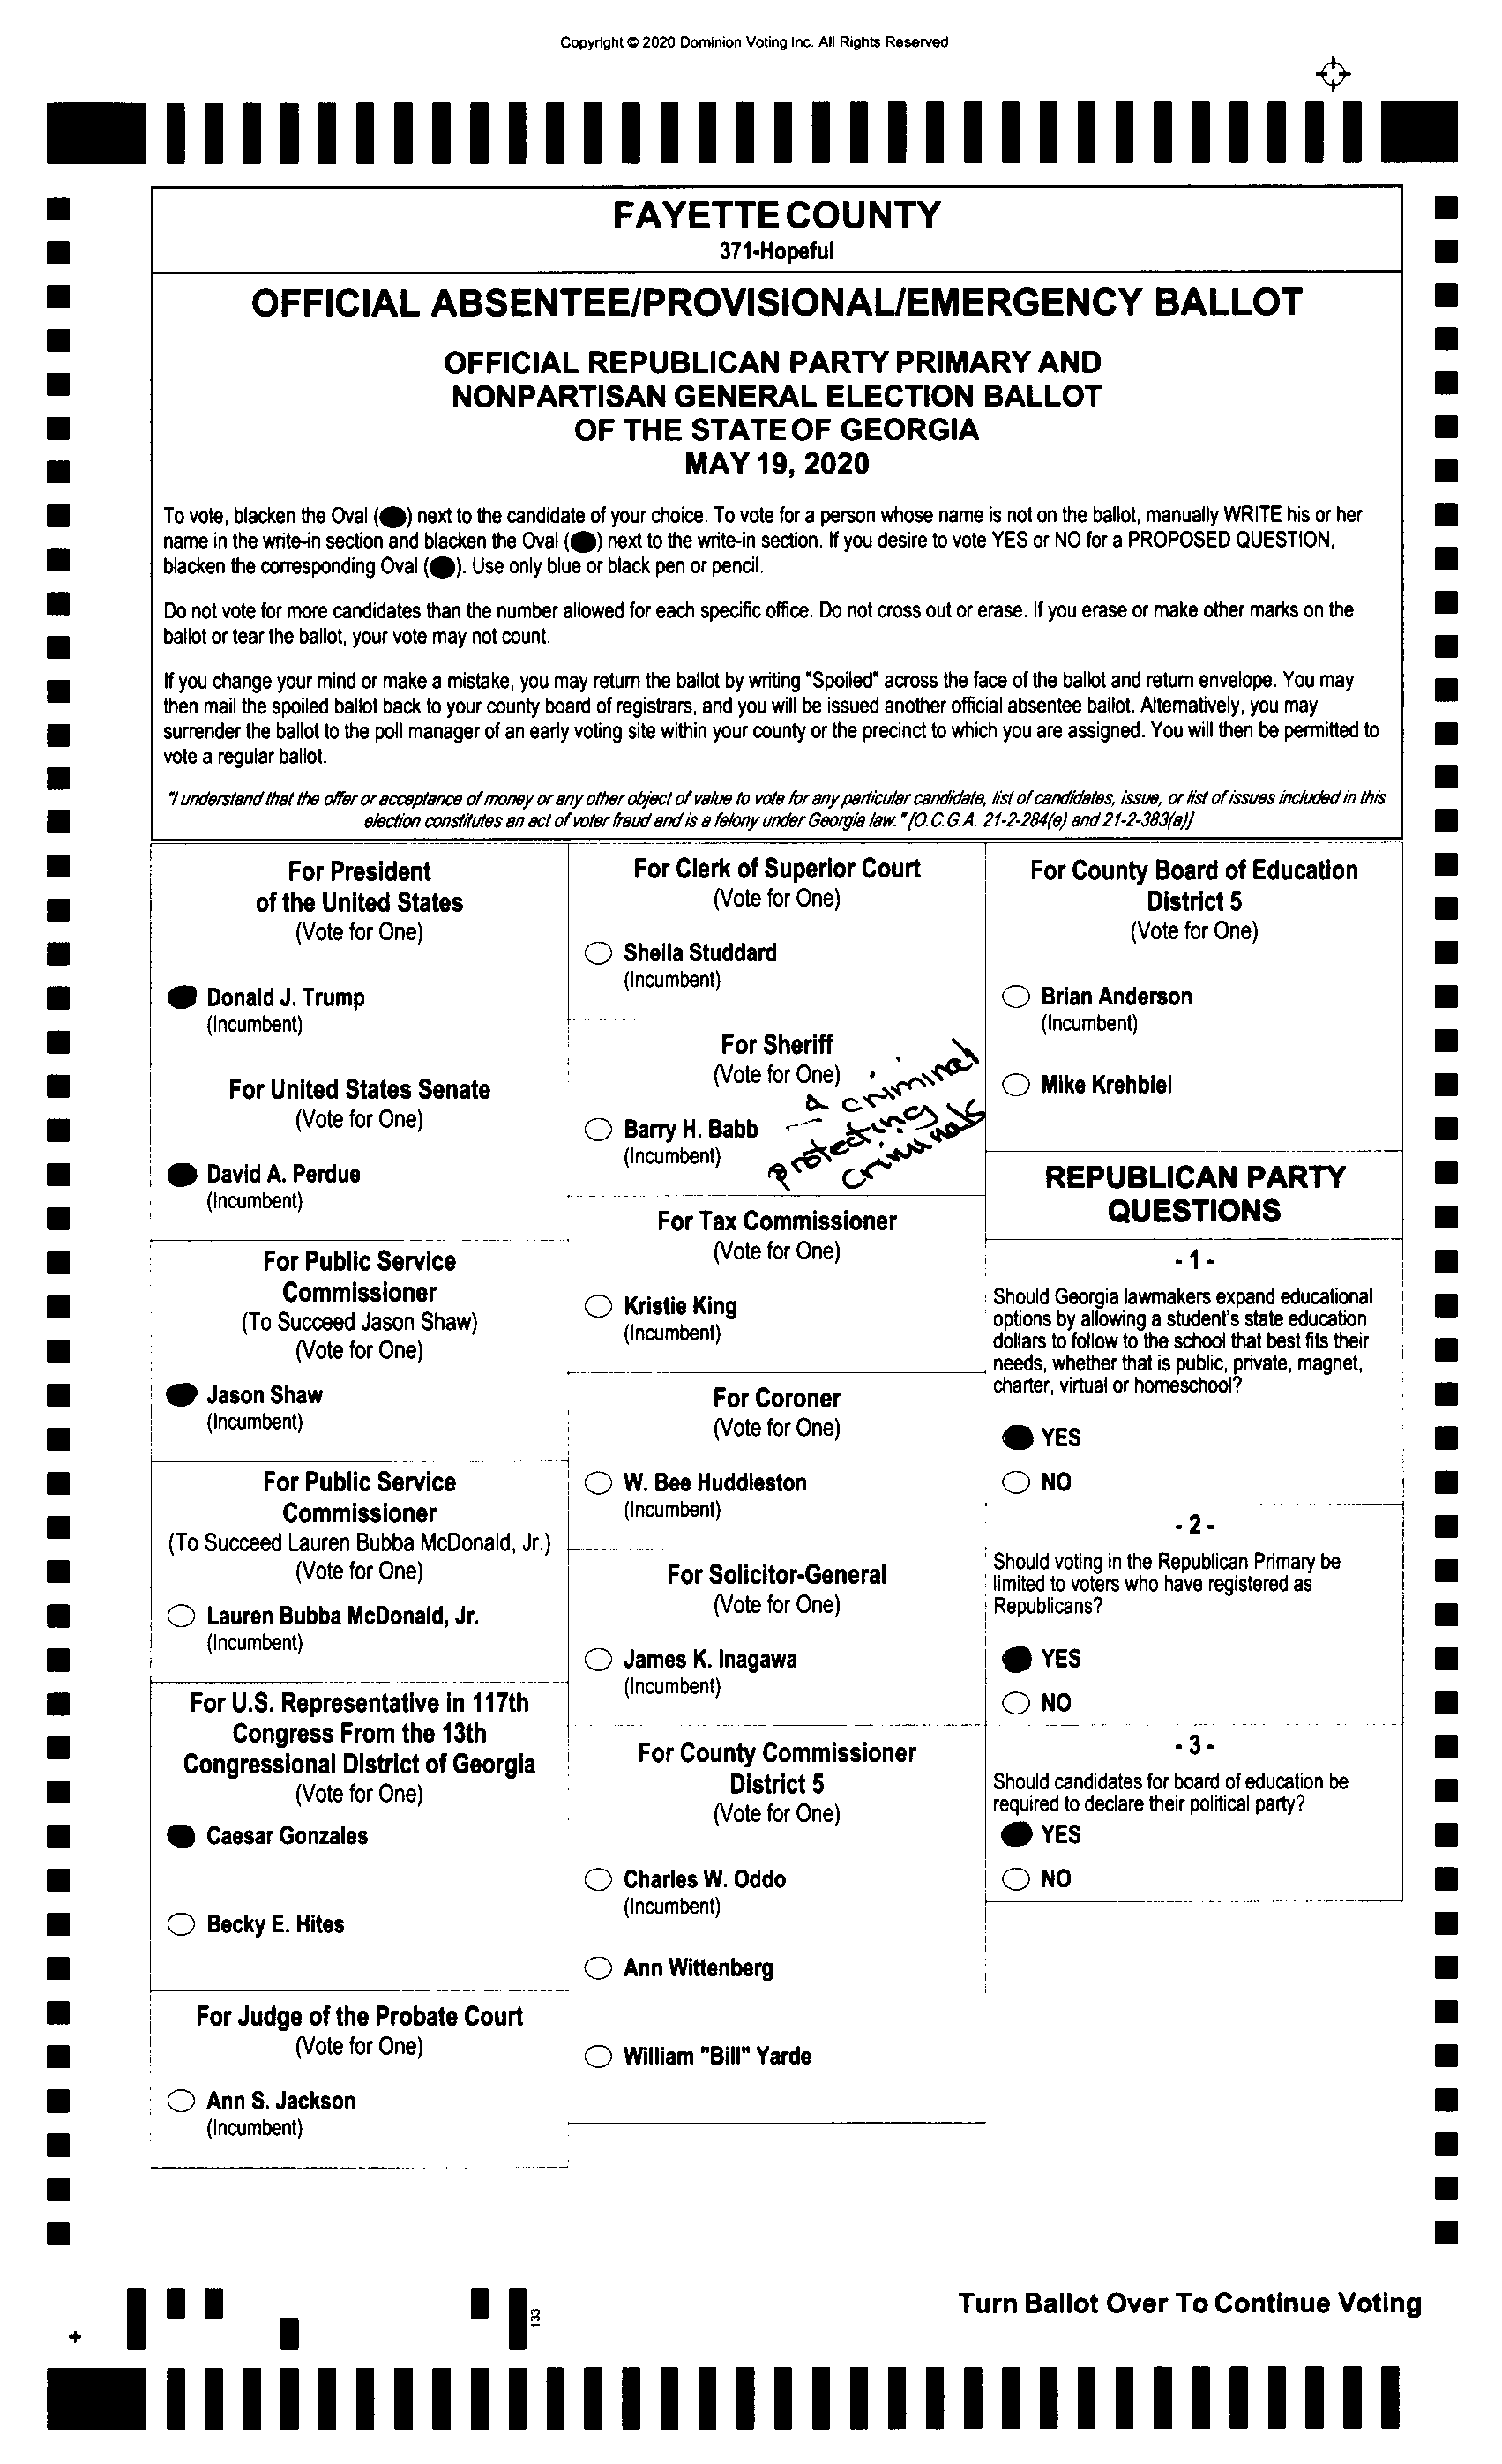 Copyright © 2020 Dominion Voting Inc. All Rights Reserved
FAYETTE COUNTY
371-Hopeful
OFFICIAL ABSENTEE/PROVISIONAL/EMERGENCY BALLOT
OFFICIAL REPUBLICAN PARTY PRIMARY AND
NONPARTISAN GENERAL ELECTION BALLOT
OF THE STATE OF GEORGIA
MAY 19, 2020
To vote, blacken the Oval ( ) next to the candidate of your choice. To vote for a person whose name is not on the ballot, manually WRITE his or her
name in the write-in section and blacken the Oval ( ) next to the write-in section. If you desire to vote YES or NO for a PROPOSED QUESTION,
blacken the corresponding Oval ( ). Use only blue or black pen or pencil.
Do not vote for more candidates than the number allowed for each specific office. Do not cross out or erase. If you erase or make other marks on the
ballot or tear the ballot, your vote may not count.
If you change your mind or make a mistake, you may return the ballot by writing "Spoiled" across the face of the ballot and return envelope. You may
then mail the spoiled ballot back to your county board of registrars, and you will be issued another official absentee ballot. Alternatively, you may
surrender the ballot to the poll manager of an early voting site within your county or the precinct to which you are assigned. You will then be permitted to
vote a regular ballot.
"I understand that the offer or acceptance of money or any other object of value to vote for any particular candidate, list of candidates, issue, or list of issues included in this
election constitutes an act of voter fraud and is a felony under Georgia law." [O.C.G.A. 21-2-284(e) and 21-2-383(a)]
For President
of the United States
(Vote for One)
Donald J. Trump
(Incumbent)
For United States Senate
(Vote for One)
David A. Perdue
(Incumbent)
For Public Service
Commissioner
(To Succeed Jason Shaw)
(Vote for One)
Jason Shaw
(Incumbent)
For Public Service
Commissioner
(To Succeed Lauren Bubba McDonald, Jr.)
(Vote for One)
Lauren Bubba McDonald, Jr.
(Incumbent)
For U.S. Representative in 117th
Congress From the 13th
Congressional District of Georgia
(Vote for One)
Caesar Gonzales
Becky E. Hites
For Judge of the Probate Court
(Vote for One)
Ann S. Jackson
(Incumbent)
For Clerk of Superior Court
(Vote for One)
Sheila Studdard
(Incumbent)
For Sheriff
(Vote for One)
Barry H. Babb
(Incumbent)
a criminal
protecting
criminals
For Tax Commissioner
(Vote for One)
Kristie King
(Incumbent)
For Coroner
(Vote for One)
W. Bee Huddleston
(Incumbent)
For Solicitor-General
(Vote for One)
James K. Inagawa
(Incumbent)
For County Commissioner
District 5
(Vote for One)
Charles W. Oddo
(Incumbent)
Ann Wittenberg
William "Bill" Yarde
For County Board of Education
District 5
(Vote for One)
Brian Anderson
(Incumbent)
Mike Krehbiel
REPUBLICAN PARTY
QUESTIONS
- 1 -
Should Georgia lawmakers expand educational
options by allowing a student's state education
dollars to follow to the school that best fits their
needs, whether that is public, private, magnet,
charter, virtual or homeschool?
YES
NO
- 2 -
Should voting in the Republican Primary be
limited to voters who have registered as
Republicans?
YES
NO
- 3 -
Should candidates for board of education be
required to declare their political party?
YES
NO
133
Turn Ballot Over To Continue Voting